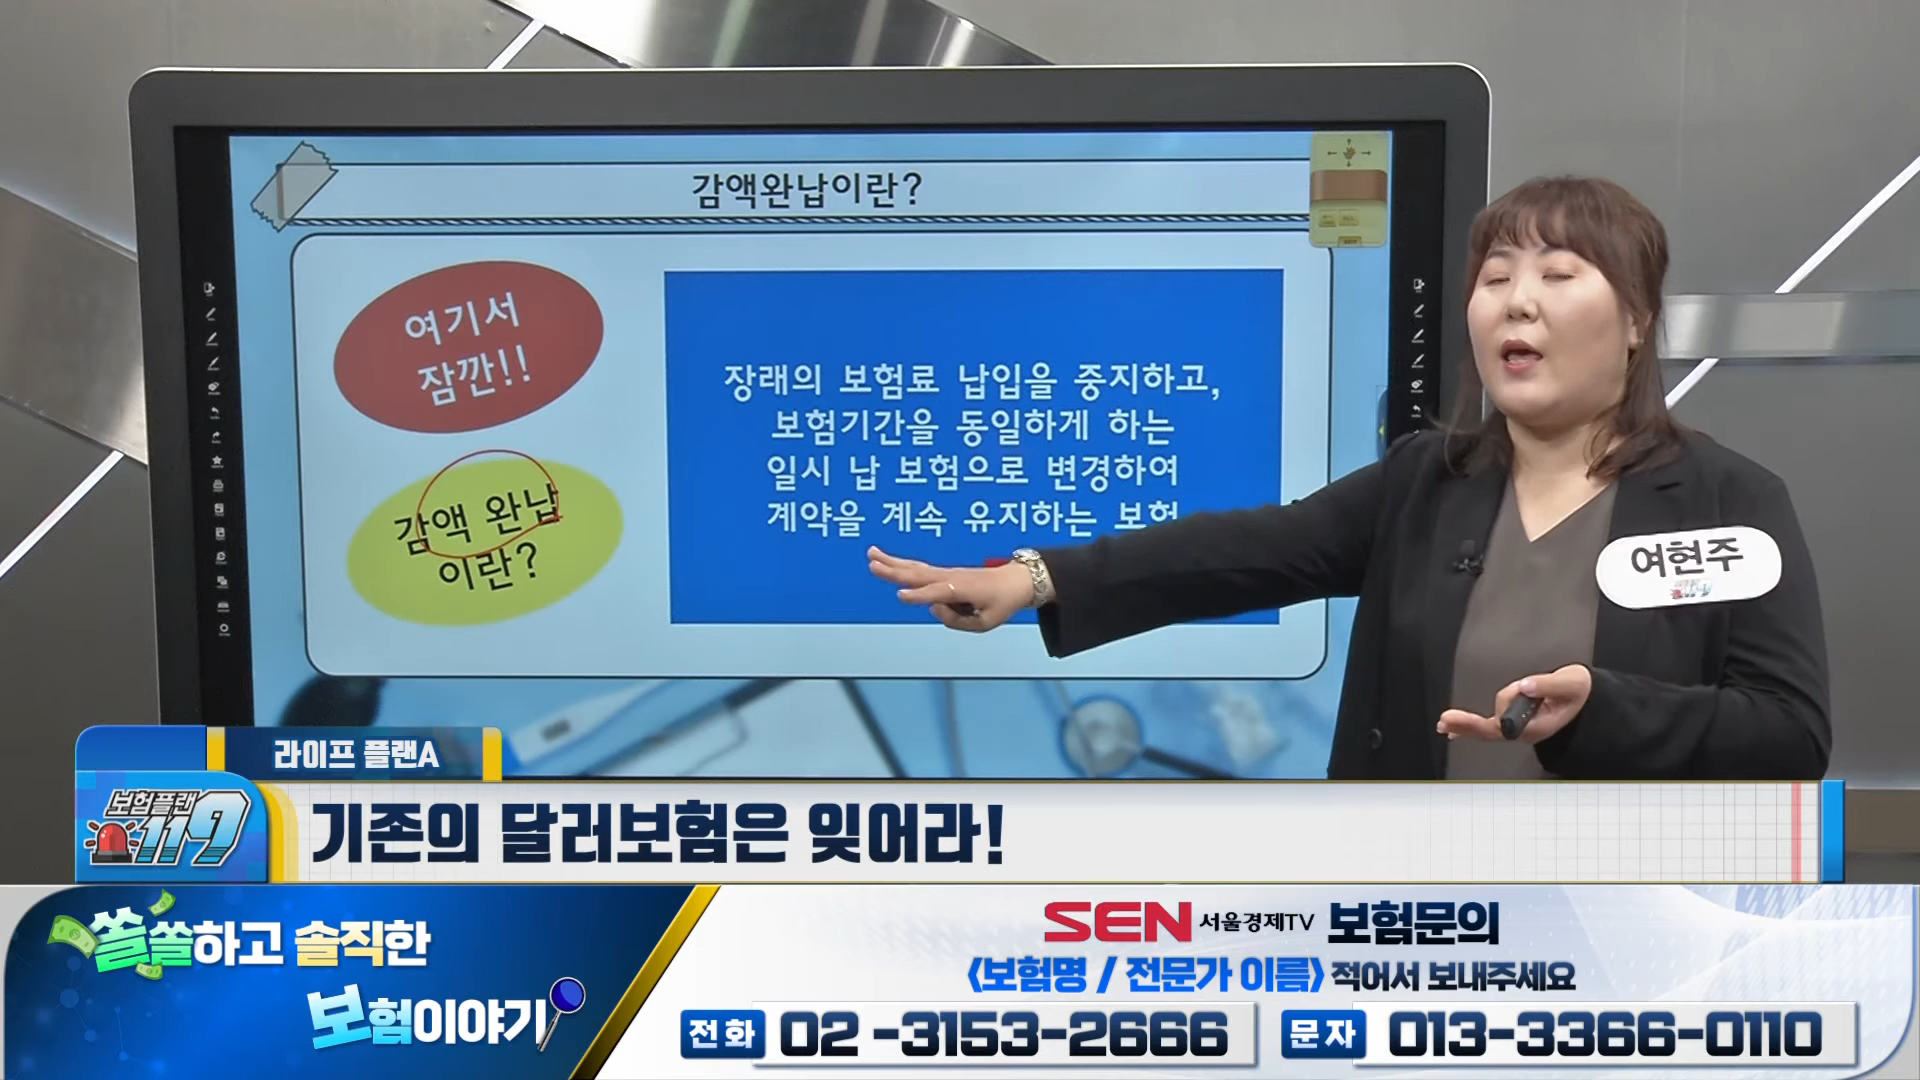 감액완납이란?
여기서
잠깐!!
감액 완납
이란?
장래의 보험료 납입을 중지하고,
보험기간을 동일하게 하는
일시 납 보험으로 변경하여
계약을 계속 유지하는 보험
여현주
119
라이프 플랜A
보험플랜
119
기존의 달러보험은 잊어라!
쏠쏠하고 솔직한
보험이야기
SEN 서울경제TV 보험문의
<보험명 / 전문가 이름> 적어서 보내주세요
전화 02-3153-2666
문자 013-3366-0110